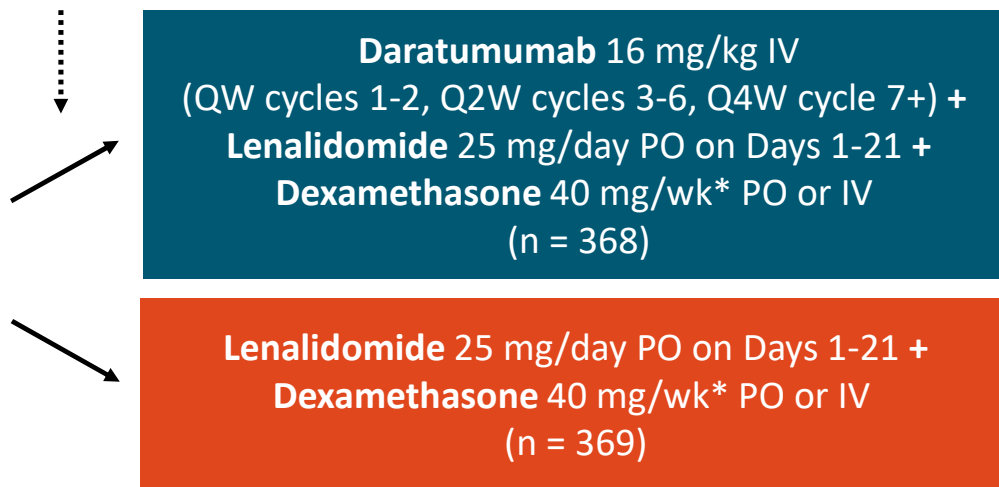 Daratumumab 16 mg/kg IV
(QW cycles 1-2, Q2W cycles 3-6, Q4W cycle 7+) +
Lenalidomide 25 mg/day PO on Days 1-21 +
Dexamethasone 40 mg/wk* PO or IV
(n = 368)
Lenalidomide 25 mg/day PO on Days 1-21 +
Dexamethasone 40 mg/wk* PO or IV
(n = 369)